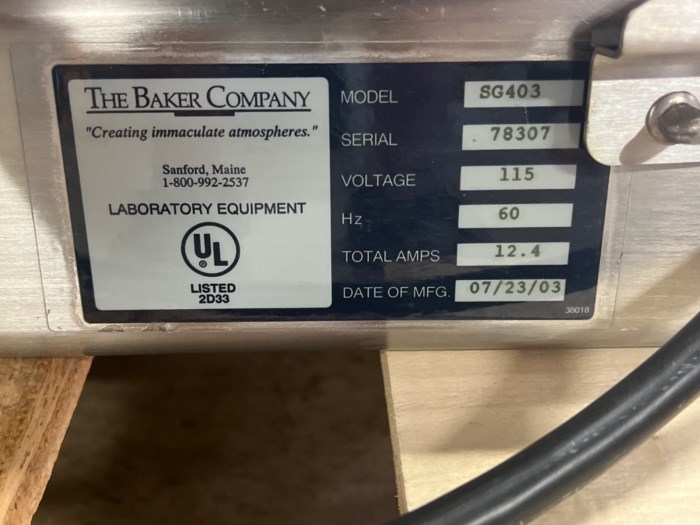 THE BAKER COMPANY
"Creating immaculate atmospheres."
Sanford, Maine
1-800-992-2537
LABORATORY EQUIPMENT
UL
®
LISTED
2D33
MODEL SG403
SERIAL 78307
VOLTAGE 115
Hz 60
TOTAL AMPS 12.4
DATE OF MFG. 07/23/03
38018